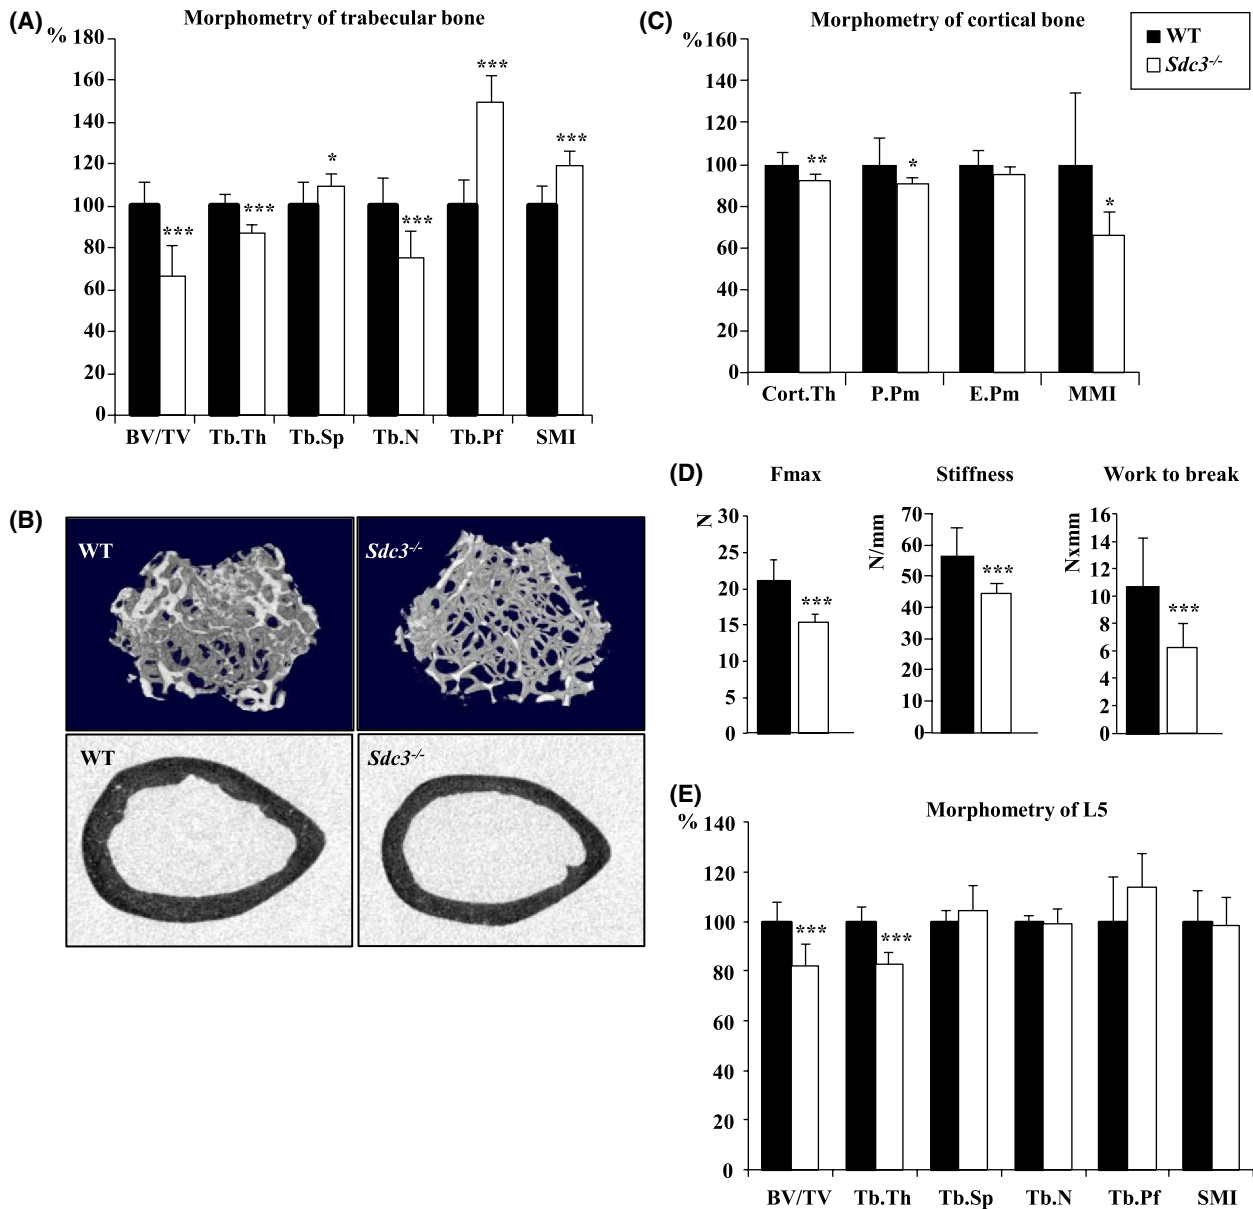 (A)
Morphometry of trabecular bone
%
180
160
140
120
100
80
60
40
20
0
***
***
*
***
***
***
BV/TV Tb.Th Tb.Sp Tb.N Tb.Pf SMI
(C)
Morphometry of cortical bone
%
160
140
120
100
80
60
40
20
0
**
*
*
Cort.Th P.Pm E.Pm MMI
WT
Sdc3-/-
(B)
WT
Sdc3-/-
WT
Sdc3-/-
(D)
Fmax
N
30
25
20
15
10
5
0
***
Stiffness
N/mm
70
60
50
40
30
20
10
0
***
Work to break
Nxmm
16
14
12
10
8
6
4
2
0
***
(E)
Morphometry of L5
%
140
120
100
80
60
40
20
0
***
***
BV/TV Tb.Th Tb.Sp Tb.N Tb.Pf SMI